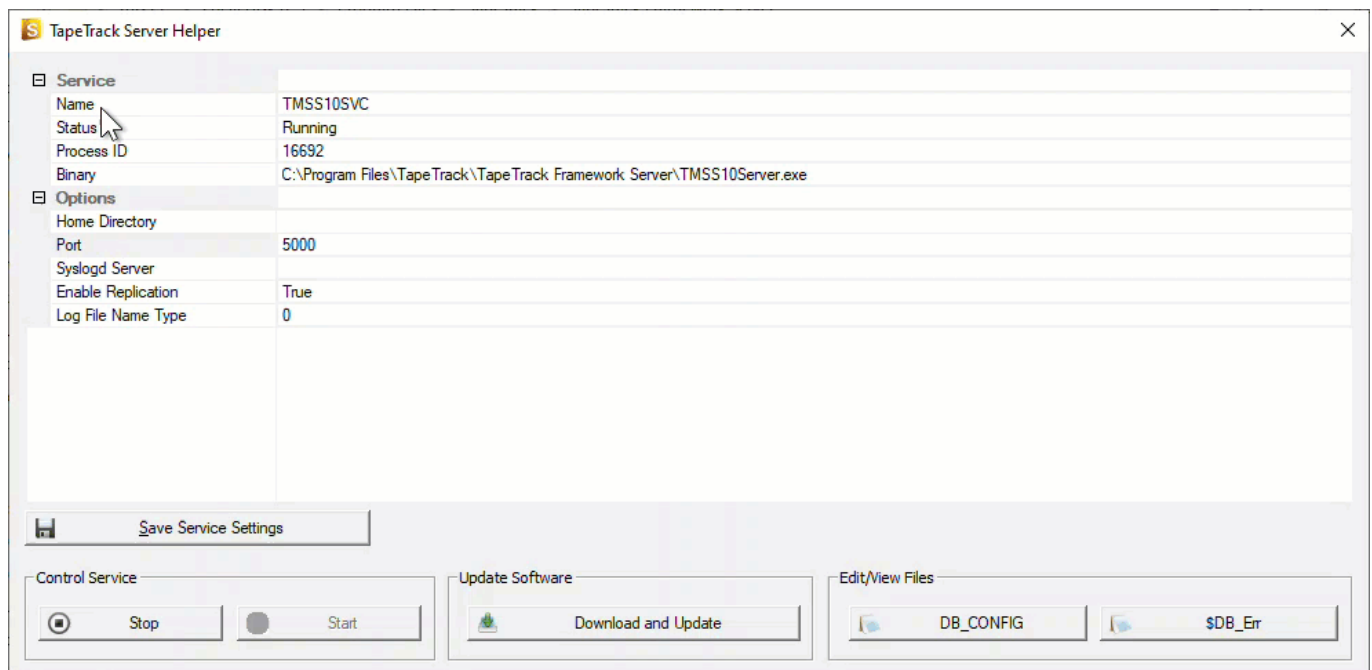 TapeTrack Server Helper
Service
Name TMSS10SVC
Status Running
Process ID 16692
Binary C:\Program Files\TapeTrack\TapeTrack Framework Server\TMSS10Server.exe
Options
Home Directory
Port 5000
Syslogd Server
Enable Replication True
Log File Name Type 0
Save Service Settings
Control Service Update Software Edit/View Files
Stop Start Download and Update DB_CONFIG $DB_Err